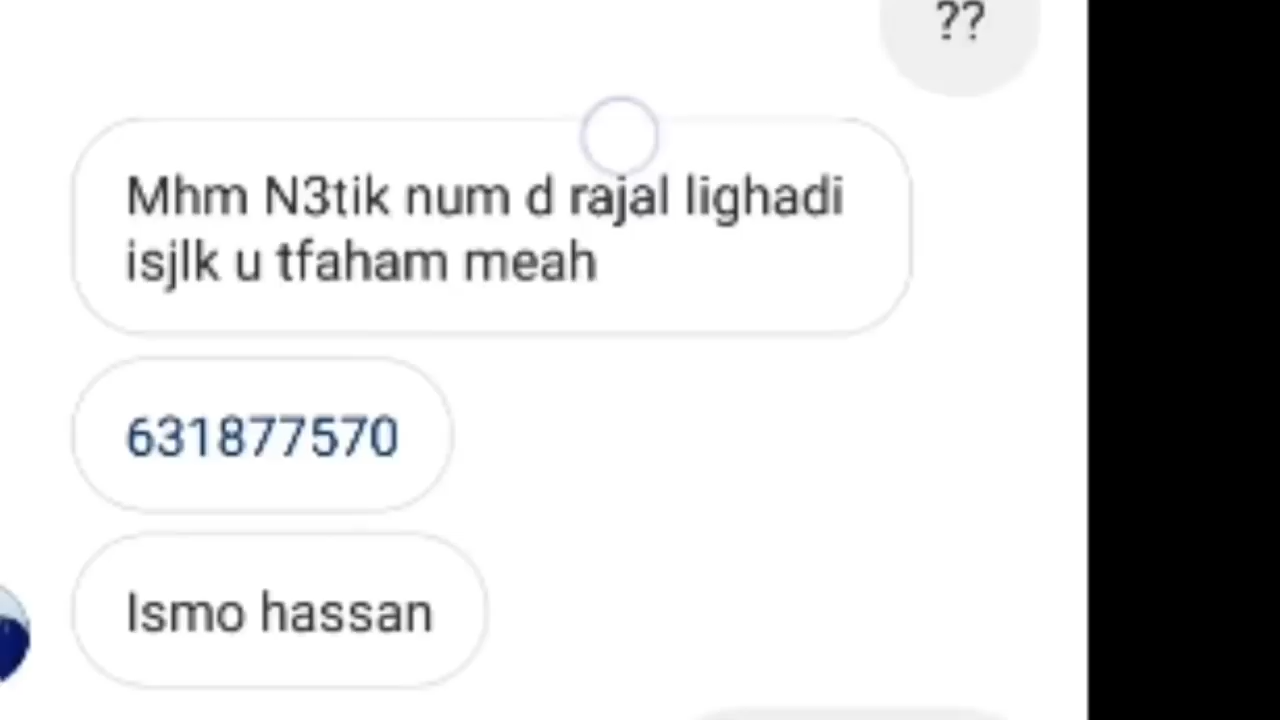 ??
Mhm N3tik num d rajal lighadi
isjlk u tfaham meah
631877570
Ismo hassan